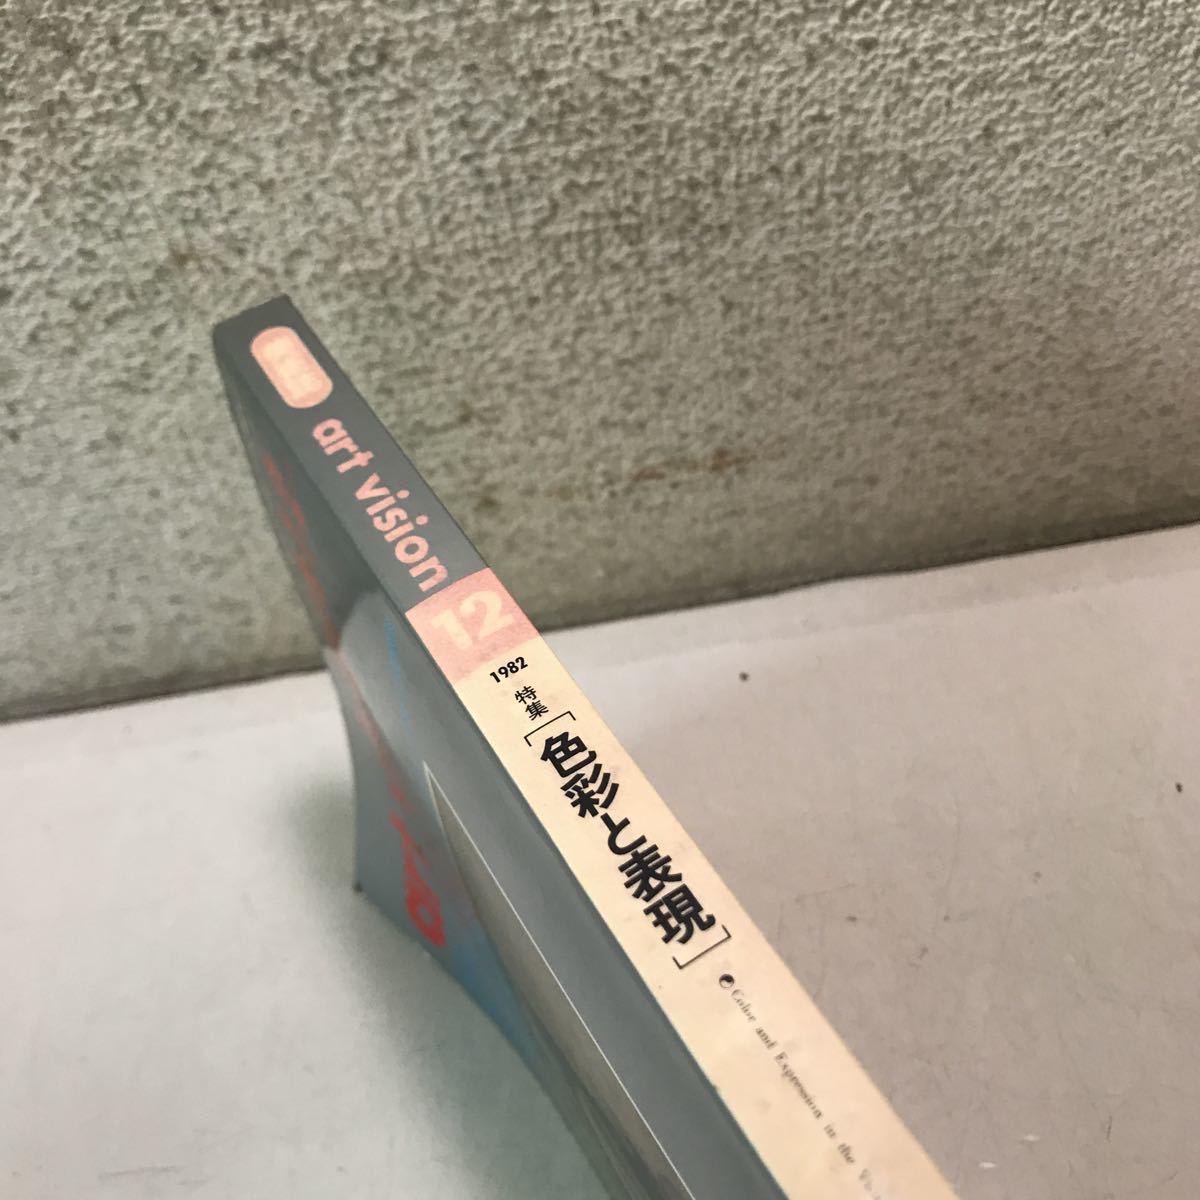 art vision
12
1982
特集
[色彩と表現]
Color and Expression in the